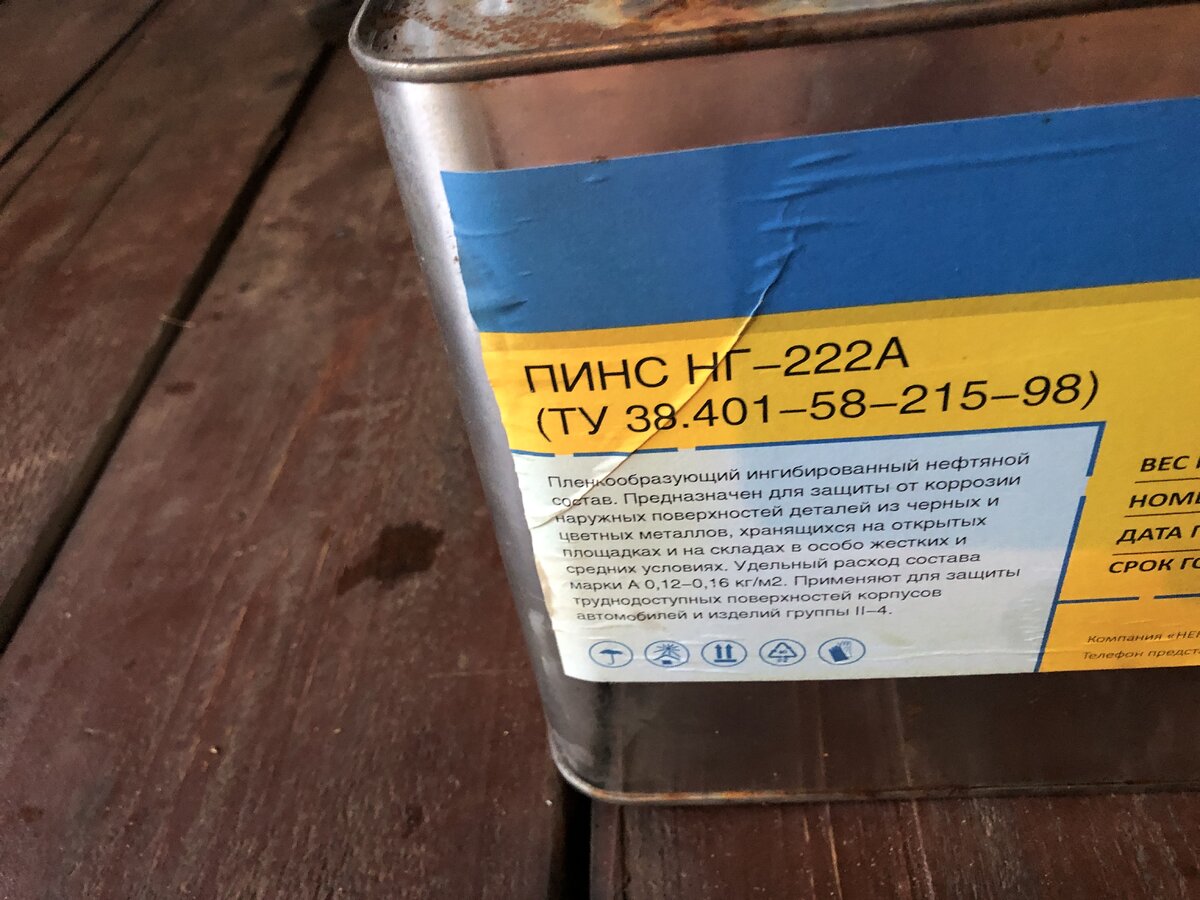 ПИНС НГ–222А
(ТУ 38.401–58–215–98)
Пленкообразующий ингибированный нефтяной
состав. Предназначен для защиты от коррозии
наружных поверхностей деталей из черных и
цветных металлов, хранящихся на открытых
площадках и на складах в особо жестких и
средних условиях. Удельный расход состава
марки А 0,12–0,16 кг/м2. Применяют для защиты
труднодоступных поверхностей корпусов
автомобилей и изделий группы II–4.
ВЕС
ДАТА
СРОК
Компания
Телефон